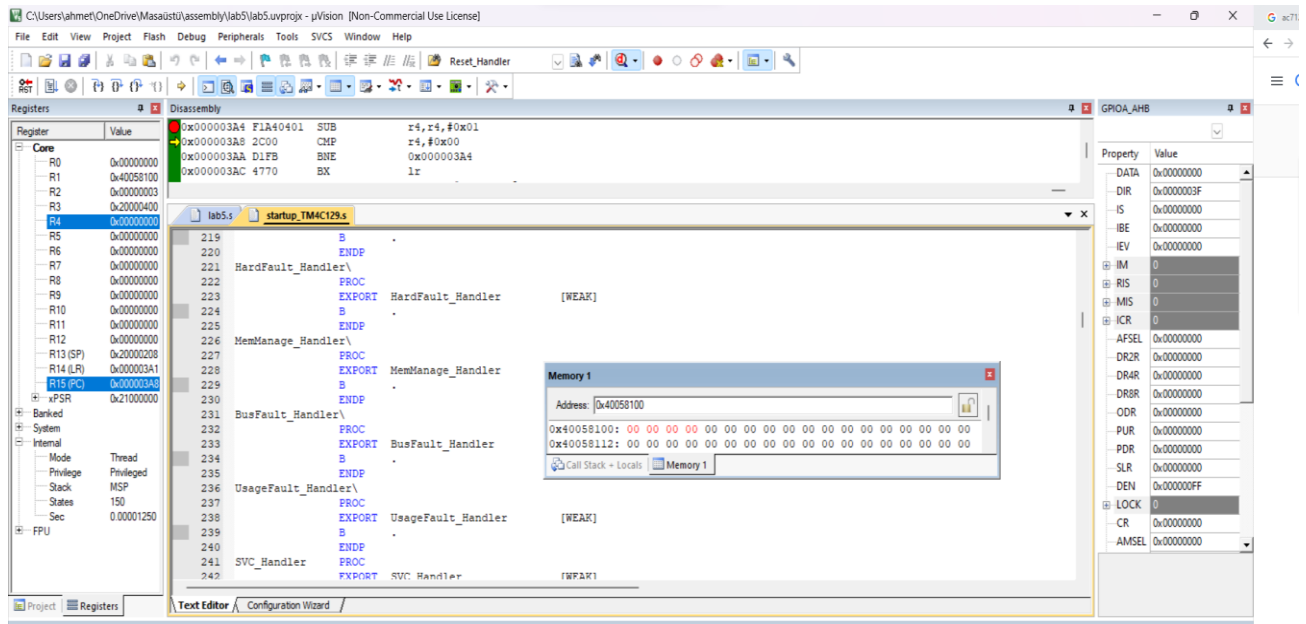 C:\Users\ahmet\OneDrive\Masaüstü\assembly\lab5\lab5.uvprojx - µVision [Non-Commercial Use License]
File Edit View Project Flash Debug Peripherals Tools SVCS Window Help
Reset_Handler
Registers
Register Value
Core
R0 0x00000000
R1 0x40058100
R2 0x00000003
R3 0x20000400
R4 0x00000000
R5 0x00000000
R6 0x00000000
R7 0x00000000
R8 0x00000000
R9 0x00000000
R10 0x00000000
R11 0x00000000
R12 0x00000000
R13 (SP) 0x20000208
R14 (LR) 0x000003A1
R15 (PC) 0x000003A8
xPSR 0x21000000
Banked
System
Internal
Mode Thread
Privilege Privileged
Stack MSP
States 150
Sec 0.00001250
FPU
Project Registers
Disassembly
0x000003A4 F1A40401 SUB r4,r4,#0x01
0x000003A8 2C00 CMP r4,#0x00
0x000003AA D1FB BNE 0x000003A4
0x000003AC 4770 BX lr
lab5.s startup_TM4C129.s
219 B .
220 ENDP
221 HardFault_Handler\
222 PROC
223 EXPORT HardFault_Handler [WEAK]
224 B .
225 ENDP
226 MemManage_Handler\
227 PROC
228 EXPORT MemManage_Handler
229 B .
230 ENDP
231 BusFault_Handler\
232 PROC
233 EXPORT BusFault_Handler
234 B .
235 ENDP
236 UsageFault_Handler\
237 PROC
238 EXPORT UsageFault_Handler [WEAK]
239 B .
240 ENDP
241 SVC_Handler PROC
242 EXPORT SVC_Handler [WEAK]
Text Editor Configuration Wizard
Memory 1
Address: 0x40058100
0x40058100: 00 00 00 00 00 00 00 00 00 00 00 00 00 00 00 00 00 00
0x40058112: 00 00 00 00 00 00 00 00 00 00 00 00 00 00 00 00 00 00
Call Stack + Locals Memory 1
GPIOA_AHB
Property Value
DATA 0x00000000
DIR 0x0000003F
IS 0x00000000
IBE 0x00000000
IEV 0x00000000
IM 0
RIS 0
MIS 0
ICR 0
AFSEL 0x00000000
DR2R 0x00000000
DR4R 0x00000000
DR8R 0x00000000
ODR 0x00000000
PUR 0x00000000
PDR 0x00000000
SLR 0x00000000
DEN 0x000000FF
LOCK 0
CR 0x00000000
AMSEL 0x00000000